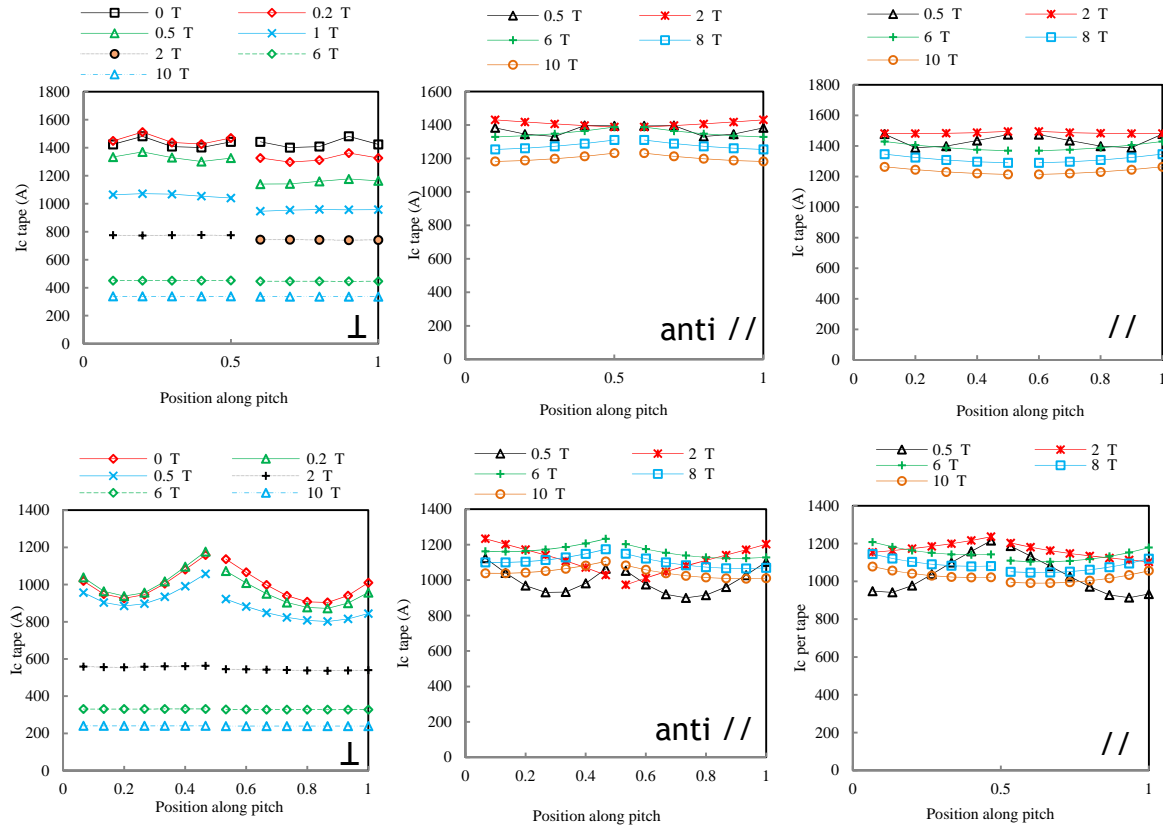 0 T 0.2 T
0.5 T 1 T
2 T 6 T
10 T
1800
1600
1400
1200
1000
800
600
400
200
0
Ic tape (A)
⊥
0 0.5 1
Position along pitch
0.5 T 2 T
6 T 8 T
10 T
1600
1400
1200
1000
800
600
400
200
0
Ic tape (A)
anti //
0 0.5 1
Position along pitch
0.5 T 2 T
6 T 8 T
10 T
1800
1600
1400
1200
1000
800
600
400
200
0
Ic tape (A)
//
0 0.2 0.4 0.6 0.8 1
Position along pitch
0 T 0.2 T
0.5 T 2 T
6 T 10 T
1400
1200
1000
800
600
400
200
0
Ic tape (A)
⊥
0 0.2 0.4 0.6 0.8 1
Position along pitch
0.5 T 2 T
6 T 8 T
10 T
1400
1200
1000
800
600
400
200
0
Ic tape (A)
anti //
0 0.2 0.4 0.6 0.8 1
Position along pitch
0.5 T 2 T
6 T 8 T
10 T
1400
1200
1000
800
600
400
200
0
Ic per tape
//
0 0.5 1
Position along pitch